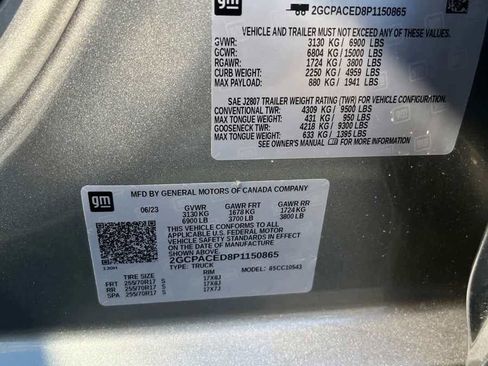 gm
2GCPACED8P1150865
VEHICLE AND TRAILER MUST NOT EXCEED ANY MAX WEIGHT
GVWR: 3130 KG / 6900 LBS
GCWR: 6804 KG / 15000 LBS
RGAWR: 1724 KG / 3800 LBS
CURB WEIGHT: 2250 KG / 4959 LBS
MAX PAYLOAD: 880 KG / 1941 LBS
SAE J2807 TRAILER WEIGHT RATING (TWR) FOR VEHICLE CONFIGURATION.
CONVENTIONAL TWR: 4309 KG / 9500 LBS
MAX TONGUE WEIGHT: 431 KG / 950 LBS
GOOSENECK TWR: 4218 KG / 9300 LBS
MAX TONGUE WEIGHT: 633 KG / 1395 LBS
SEE OWNER'S MANUAL FOR MORE INFORMATION
gm
MFD BY GENERAL MOTORS OF CANADA COMPANY
06/23 GVWR GAWR FRT GAWR RR
3130 KG 1678 KG 1724 KG
6900 LB 3700 LB 3800 LB
THIS VEHICLE CONFORMS TO ALL
APPLICABLE U.S. FEDERAL MOTOR
VEHICLE SAFETY STANDARDS IN
EFFECT ON THE DATE OF
MANUFACTURE SHOWN ABOVE.
2GCPACED8P1150865
TYPE: TRUCK MODEL: 85CC10543
TIRE SIZE RIM
FRT 255/70R17 S 17X8J
RR 255/70R17 S 17X8J
SPA 255/70R17 S 17X7J